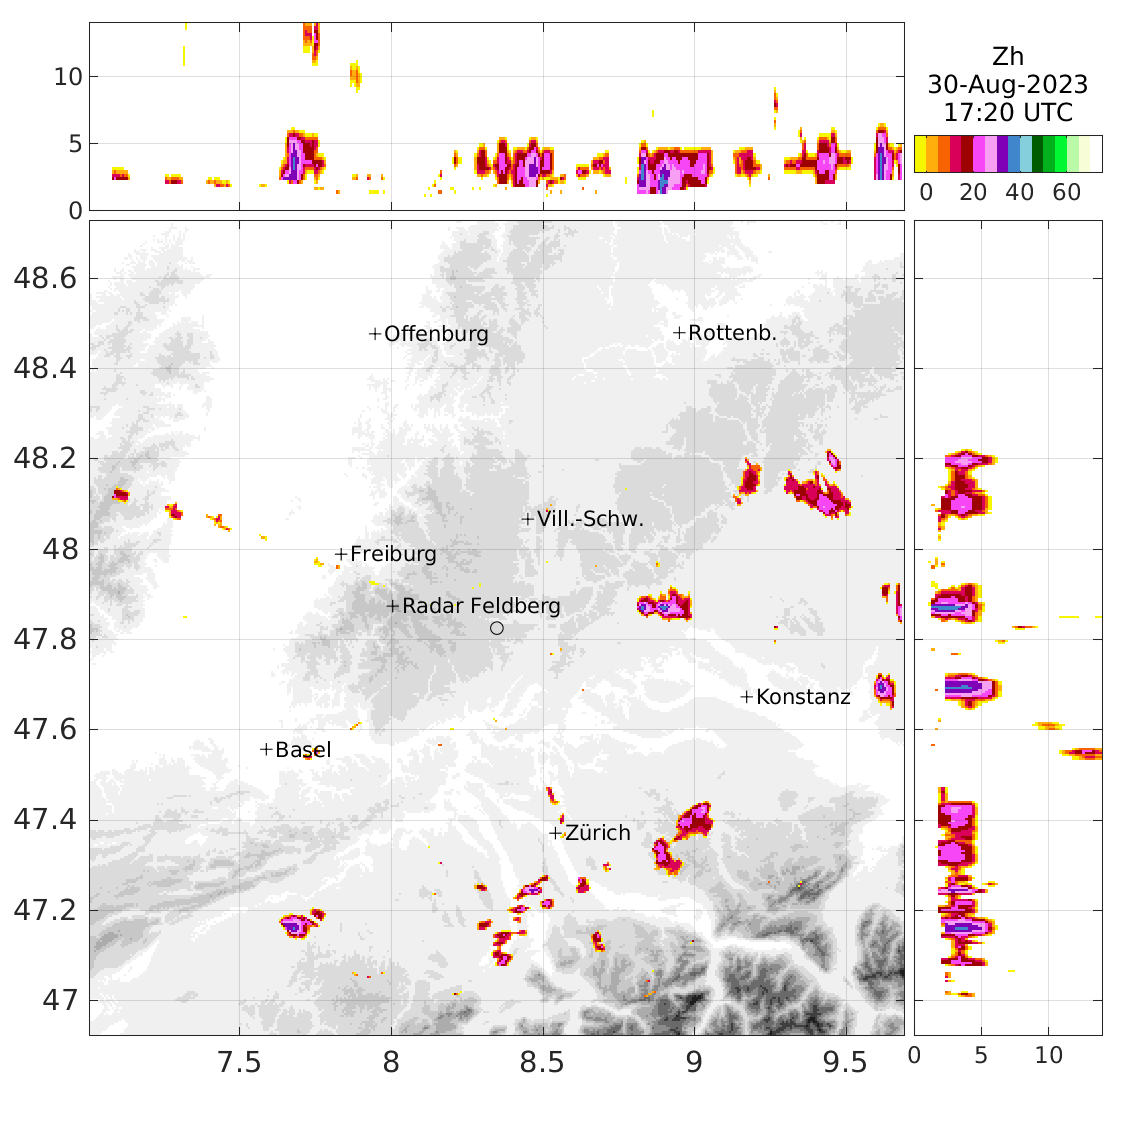 10
5
0
Zh
30-Aug-2023
17:20 UTC
0 20 40 60
48.6
48.4
48.2
48
47.8
47.6
47.4
47.2
47
+Offenburg
+Rottenb.
+Vill.-Schw.
+Freiburg
+Radar Feldberg
+Konstanz
+Basel
+Zürich
7.5 8 8.5 9 9.5
0 5 10